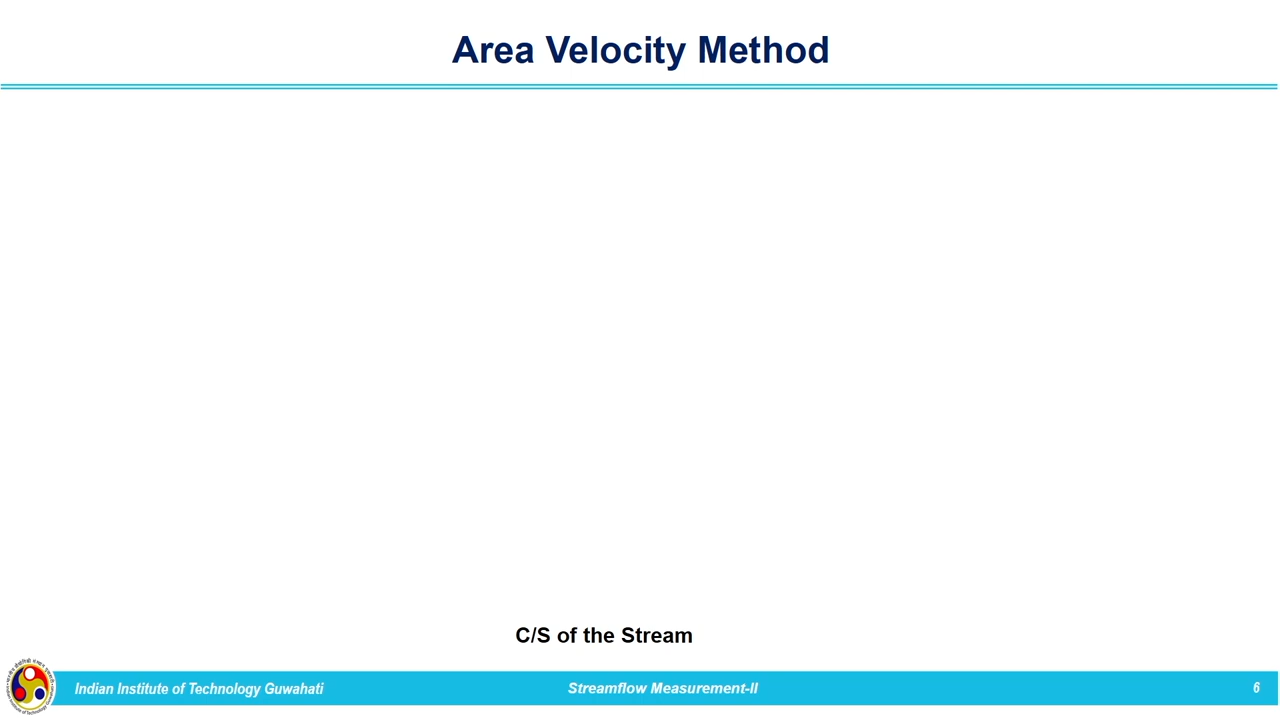 Area Velocity Method
C/S of the Stream
Indian Institute of Technology Guwahati
Streamflow Measurement-II
6